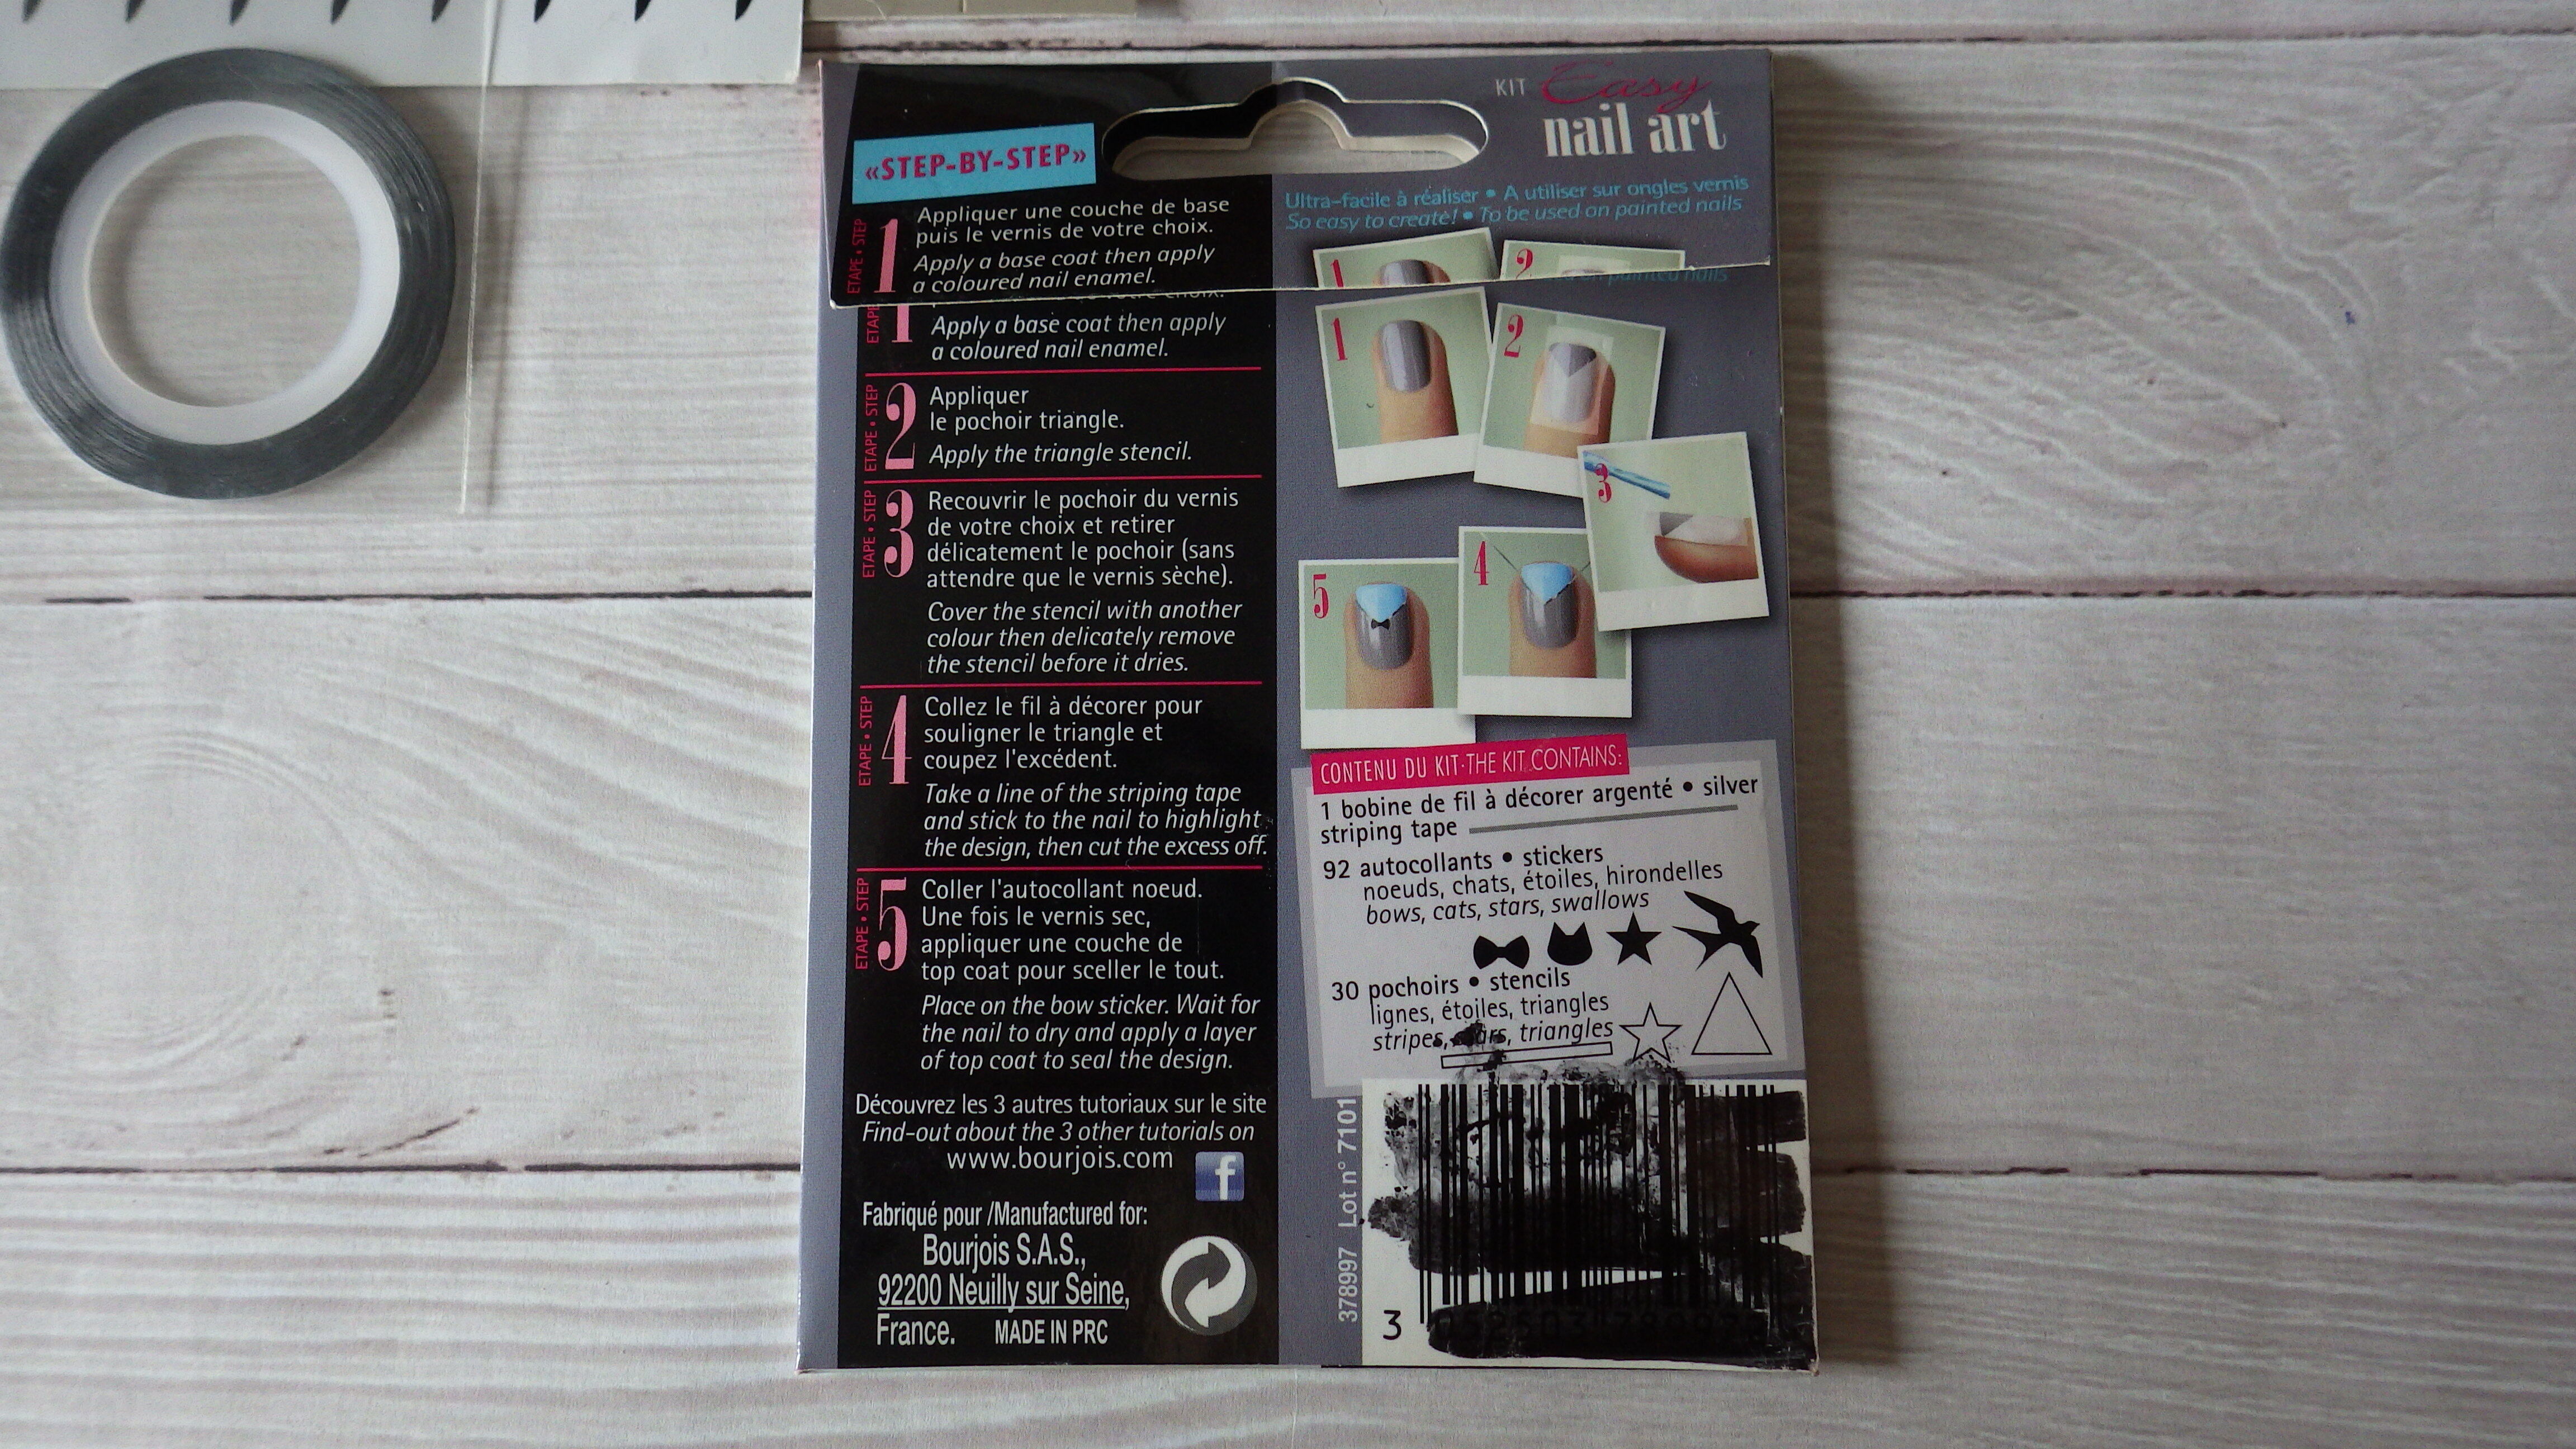 «STEP-BY-STEP»
ETAPE • STEP
1
Appliquer une couche de base
puis le vernis de votre choix.
Apply a base coat then apply
a coloured nail enamel.
ETAPE
1
Apply a base coat then apply
a coloured nail enamel.
ETAPE • STEP
2
Appliquer
le pochoir triangle.
Apply the triangle stencil.
ETAPE • STEP
3
Recouvrir le pochoir du vernis
de votre choix et retirer
délicatement le pochoir (sans
attendre que le vernis sèche).
Cover the stencil with another
colour then delicately remove
the stencil before it dries.
ETAPE • STEP
4
Collez le fil à décorer pour
souligner le triangle et
coupez l'excédent.
Take a line of the striping tape
and stick to the nail to highlight
the design, then cut the excess off.
ETAPE • STEP
5
Coller l'autocollant noeud.
Une fois le vernis sec,
appliquer une couche de
top coat pour sceller le tout.
Place on the bow sticker. Wait for
the nail to dry and apply a layer
of top coat to seal the design.
Découvrez les 3 autres tutoriaux sur le site
Find-out about the 3 other tutorials on
www.bourjois.com
f
Fabriqué pour /Manufactured for:
Bourjois S.A.S.,
92200 Neuilly sur Seine,
France. MADE IN PRC
KIT Easy
nail art
Ultra-facile à réaliser • A utiliser sur ongles vernis
So easy to create! • To be used on painted nails
1
2
painted nails
1
2
3
4
5
CONTENU DU KIT·THE KIT CONTAINS:
1 bobine de fil à décorer argenté • silver
striping tape
92 autocollants • stickers
noeuds, chats, étoiles, hirondelles
bows, cats, stars, swallows
30 pochoirs • stencils
lignes, étoiles, triangles
stripes, stars, triangles
378997 Lot n° 7101
3